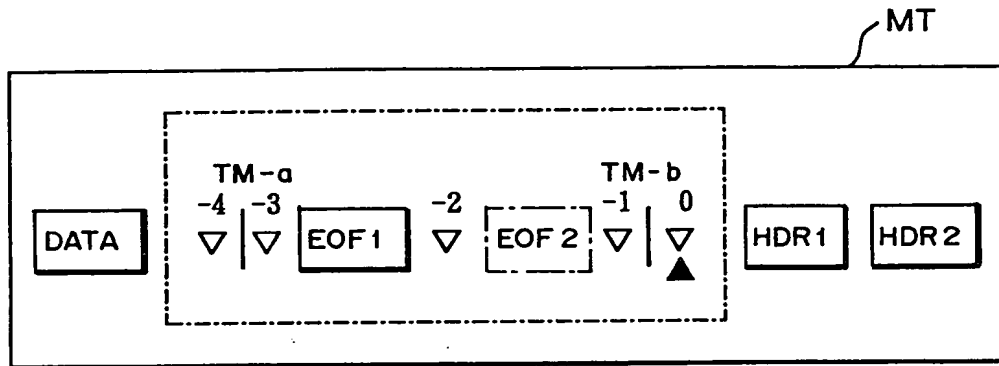 MT
TM-a TM-b
-4 -3 -2 -1 0
DATA EOF1 EOF2 HDR1 HDR2